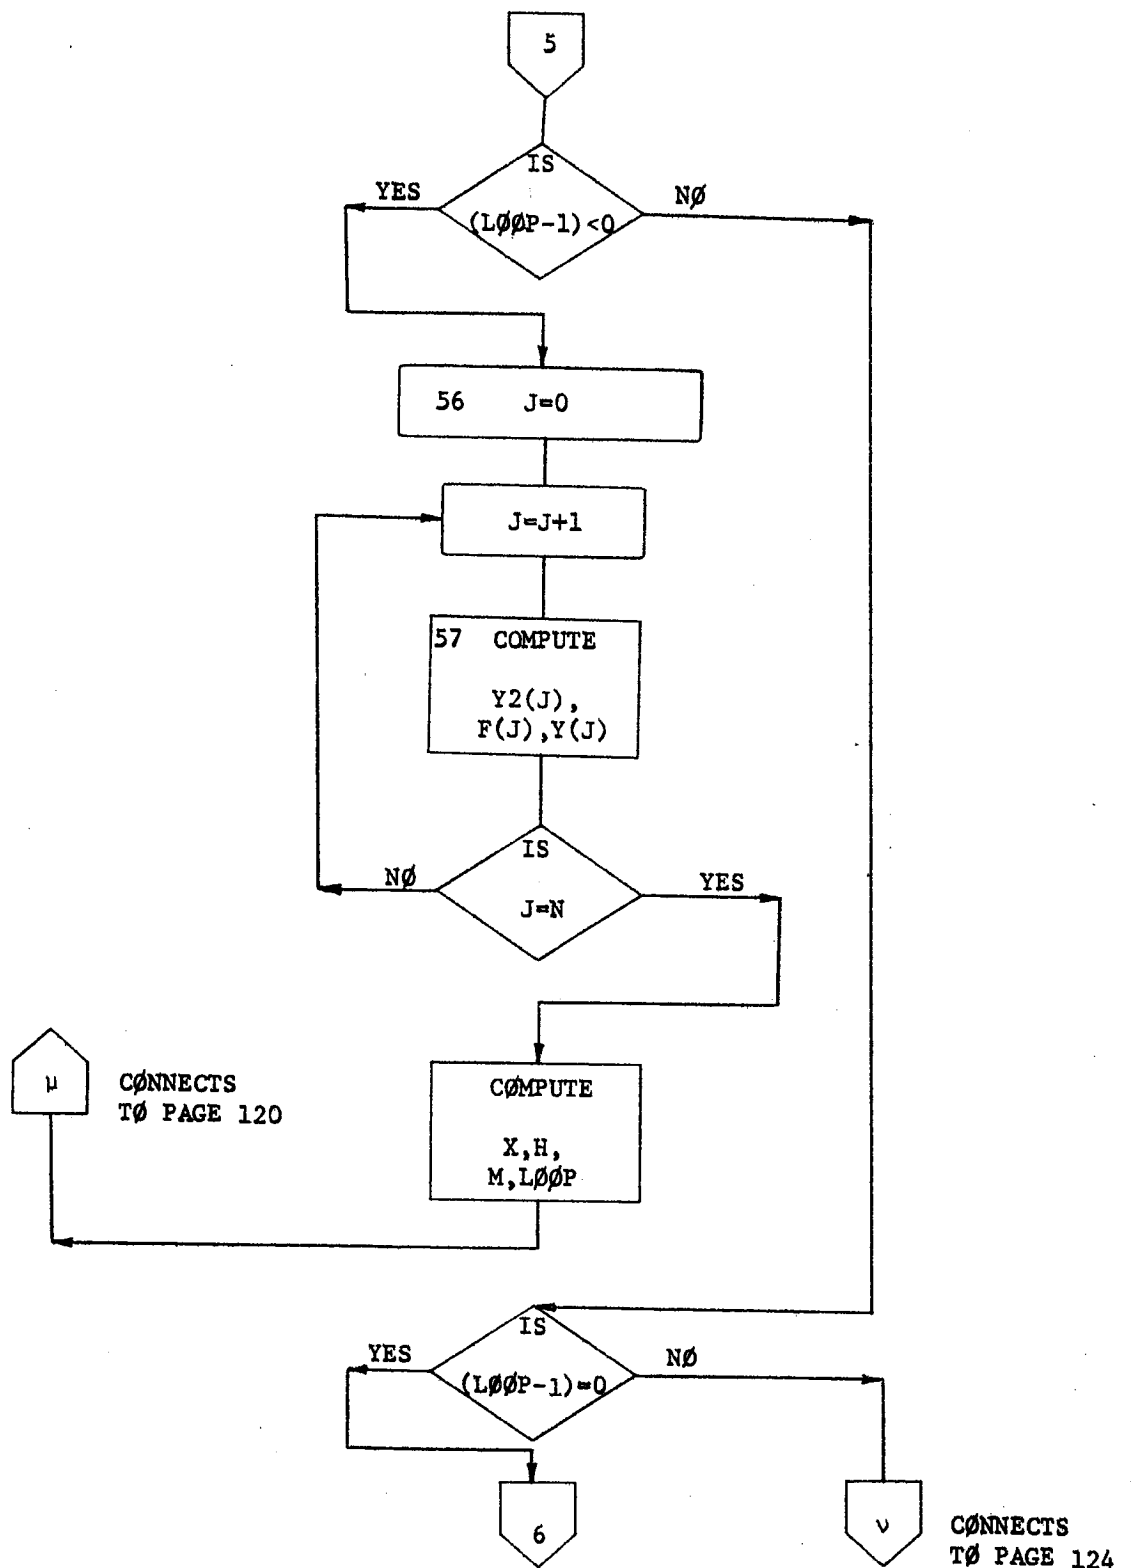 5
IS
YES
NØ
(LØØP-1)<0
56 J=0
J=J+1
57 COMPUTE
Y2(J),
F(J),Y(J)
IS
NØ
YES
J=N
μ
CØNNECTS
TØ PAGE 120
CØMPUTE
X,H,
M,LØØP
IS
YES
NØ
(LØØP-1)=0
6
ν
CØNNECTS
TØ PAGE 124